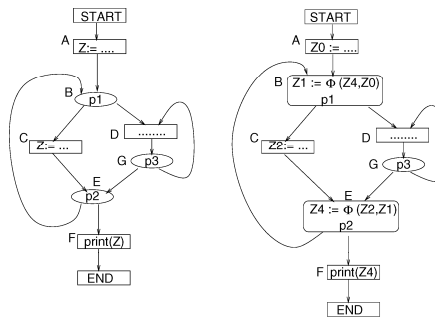 START
A
Z:= ....
B
p1
C
Z:= ...
D
........
G
p3
E
p2
F
print(Z)
END
START
A
Z0 := ....
B
Z1 := Φ (Z4,Z0)
p1
C
Z2:= ...
D
........
G
p3
E
Z4 := Φ (Z2,Z1)
p2
F
print(Z4)
END